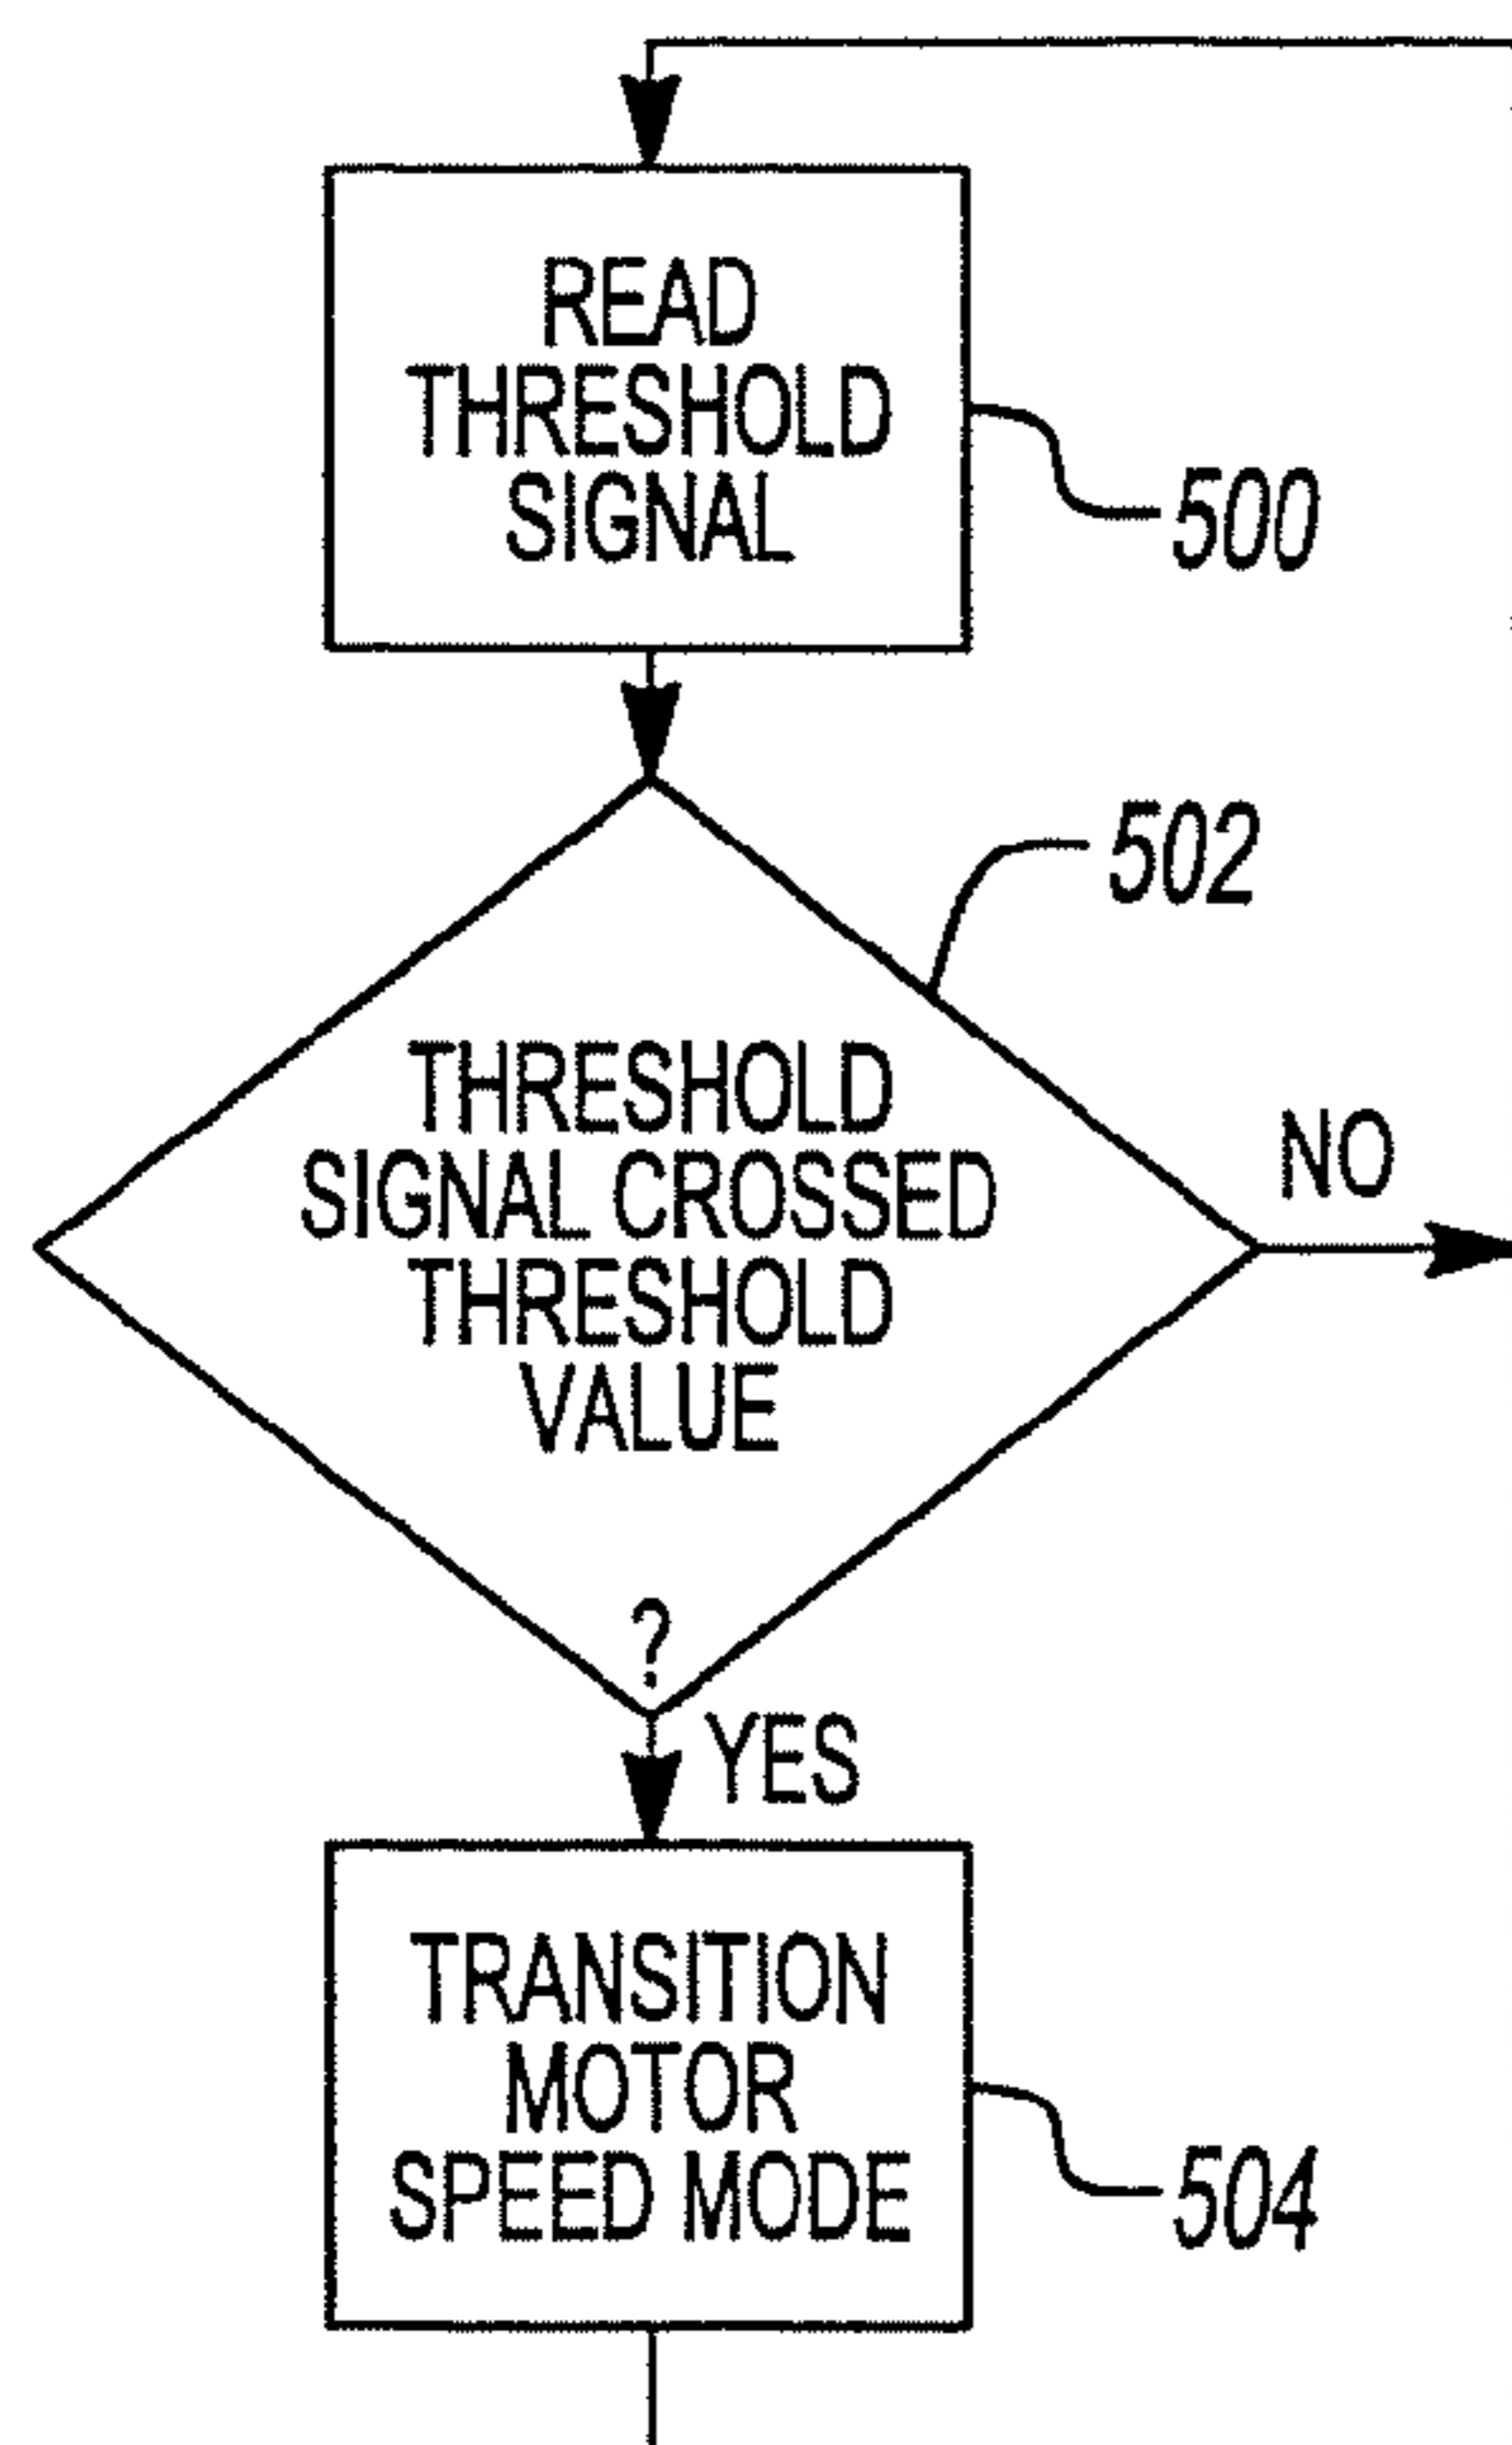 READ
THRESHOLD
SIGNAL
500
502
THRESHOLD
SIGNAL CROSSED
THRESHOLD
VALUE
?
NO
YES
TRANSITION
MOTOR
SPEED MODE
504